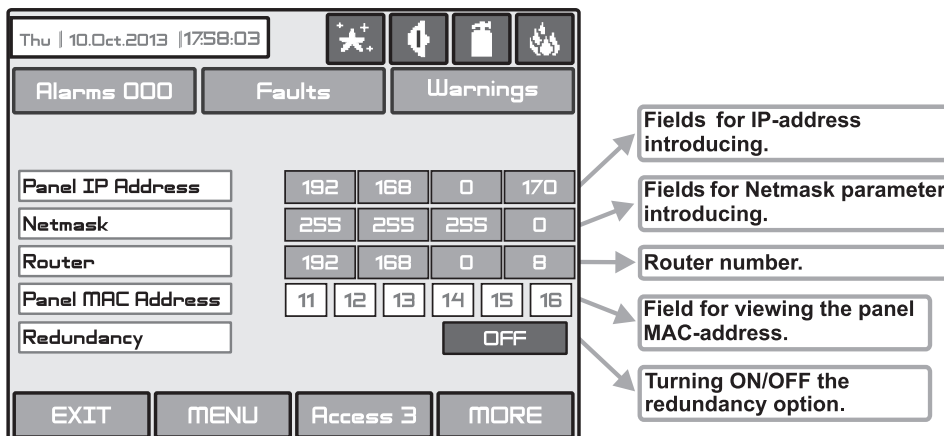 Thu | 10.Oct.2013 |17:58:03
Alarms 000 Faults Warnings
Panel IP Address 192 168 0 170
Netmask 255 255 255 0
Router 192 168 0 8
Panel MAC Address 11 12 13 14 15 16
Redundancy OFF
EXIT MENU Access 3 MORE
Fields for IP-address
introducing.
Fields for Netmask parameter
introducing.
Router number.
Field for viewing the panel
MAC-address.
Turning ON/OFF the
redundancy option.